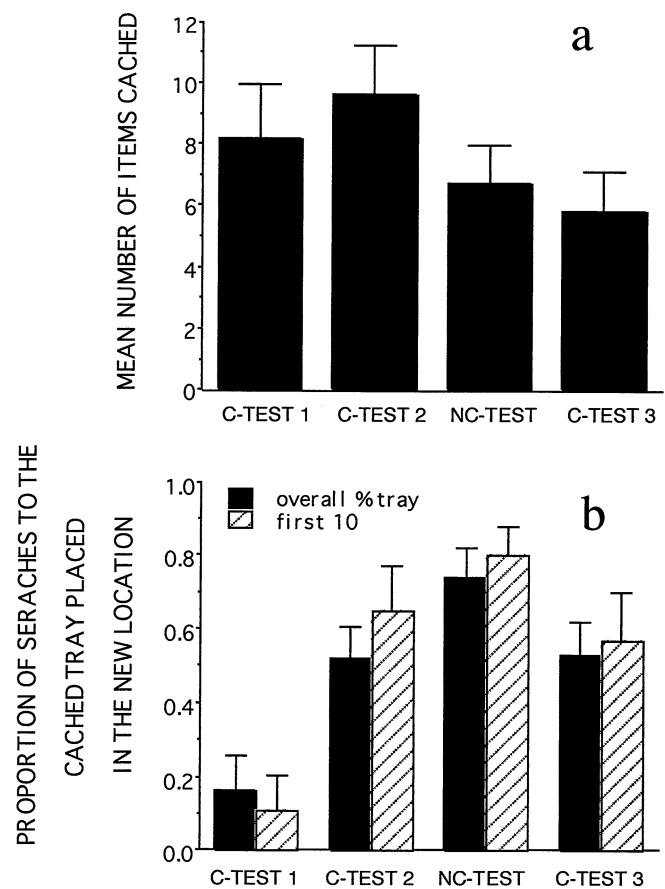 a
MEAN NUMBER OF ITEMS CACHED
12
10
8
6
4
2
0
C-TEST 1 C-TEST 2 NC-TEST C-TEST 3
b
PROPORTION OF SERACHES TO THE
CACHED TRAY PLACED
IN THE NEW LOCATION
1.0
0.8
0.6
0.4
0.2
0.0
overall %tray
first 10
C-TEST 1 C-TEST 2 NC-TEST C-TEST 3